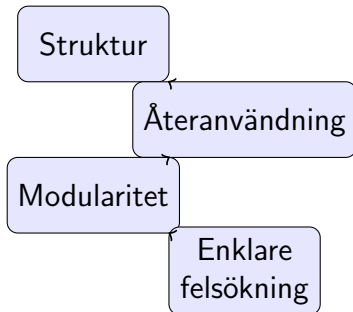 Struktur
Återanvändning
Modularitet
Enklare
felsökning